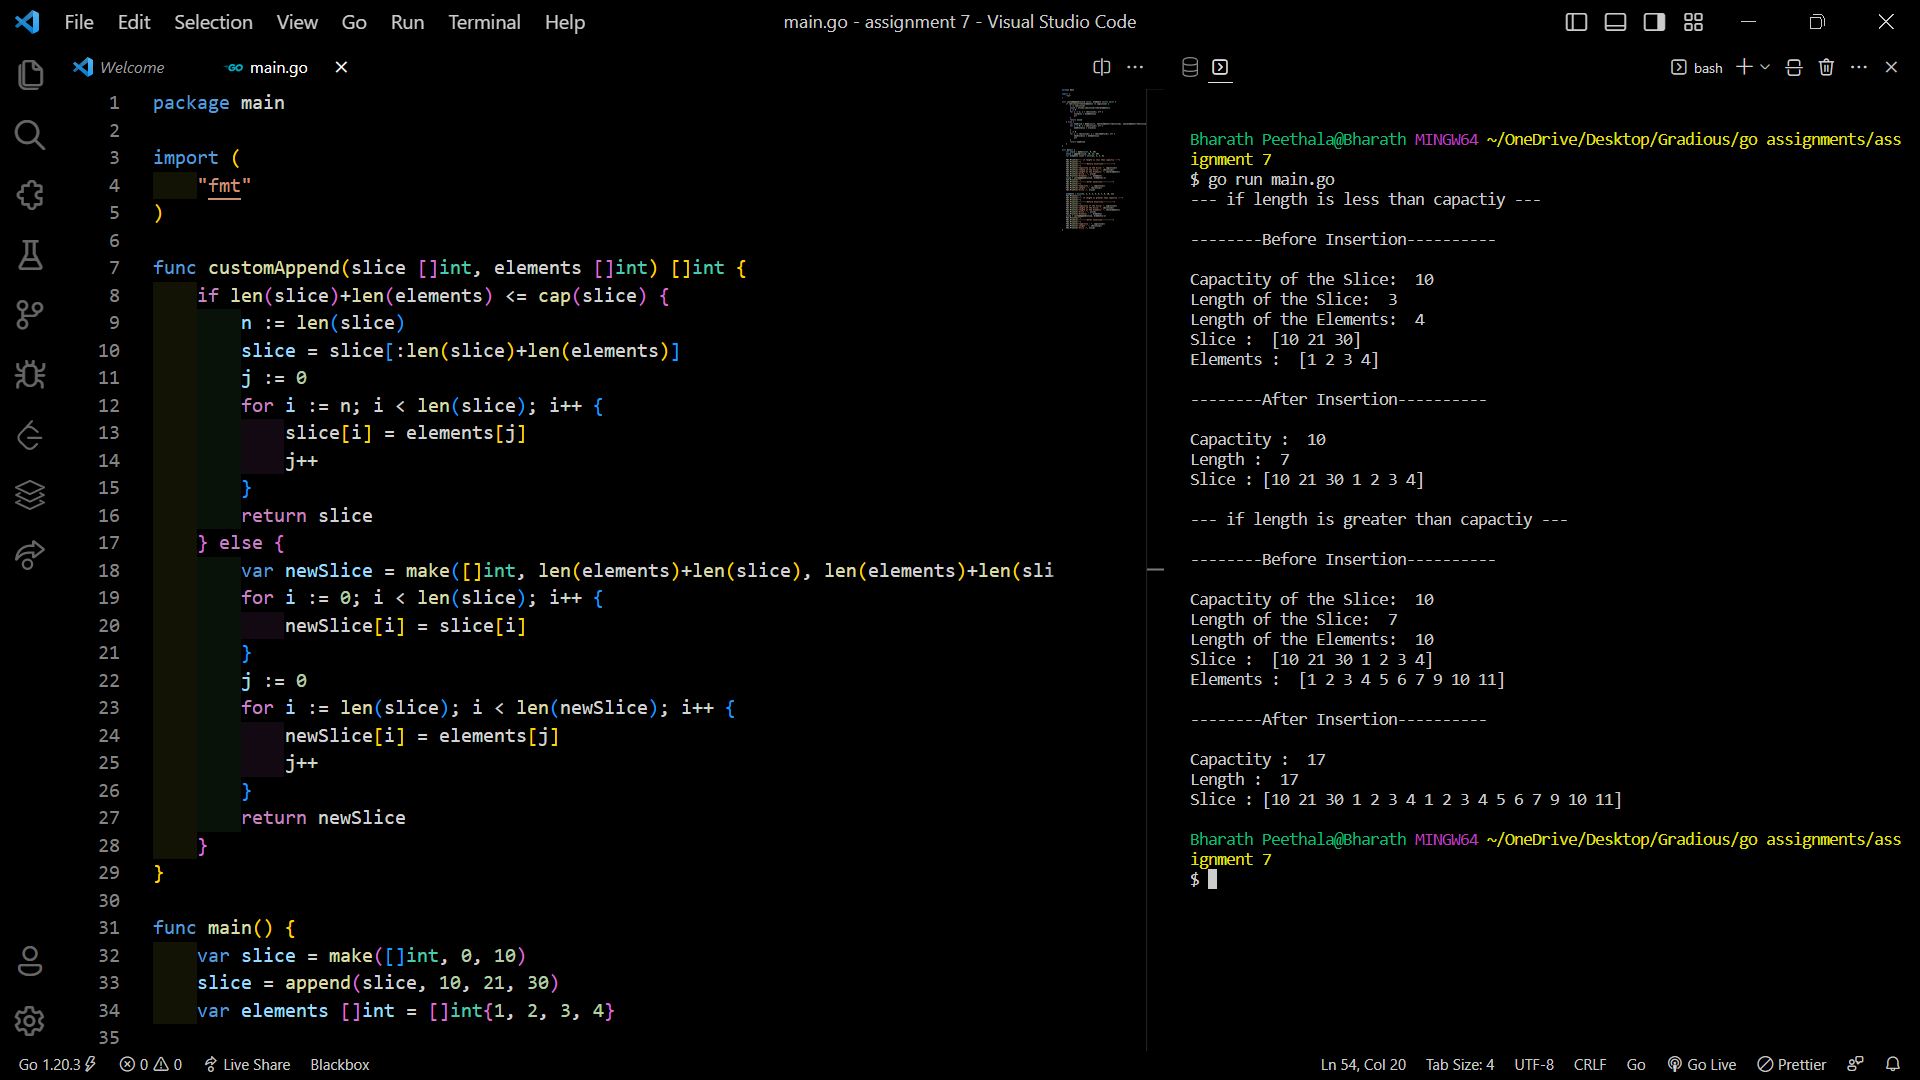 File Edit Selection View Go Run Terminal Help
main.go - assignment 7 - Visual Studio Code
Welcome
main.go
bash
1 package main
2
3 import (
4 "fmt"
5 )
6
7 func customAppend(slice []int, elements []int) []int {
8 if len(slice)+len(elements) <= cap(slice) {
9 n := len(slice)
10 slice = slice[:len(slice)+len(elements)]
11 j := 0
12 for i := n; i < len(slice); i++ {
13 slice[i] = elements[j]
14 j++
15 }
16 return slice
17 } else {
18 var newSlice = make([]int, len(elements)+len(slice), len(elements)+len(sli
19 for i := 0; i < len(slice); i++ {
20 newSlice[i] = slice[i]
21 }
22 j := 0
23 for i := len(slice); i < len(newSlice); i++ {
24 newSlice[i] = elements[j]
25 j++
26 }
27 return newSlice
28 }
29 }
30
31 func main() {
32 var slice = make([]int, 0, 10)
33 slice = append(slice, 10, 21, 30)
34 var elements []int = []int{1, 2, 3, 4}
35
Bharath Peethala@Bharath MINGW64 ~/OneDrive/Desktop/Gradious/go assignments/ass
ignment 7
$ go run main.go
--- if length is less than capactiy ---
--------Before Insertion----------
Capactity of the Slice:  10
Length of the Slice:  3
Length of the Elements:  4
Slice :  [10 21 30]
Elements :  [1 2 3 4]
--------After Insertion----------
Capactity :  10
Length :  7
Slice : [10 21 30 1 2 3 4]
--- if length is greater than capactiy ---
--------Before Insertion----------
Capactity of the Slice:  10
Length of the Slice:  7
Length of the Elements:  10
Slice :  [10 21 30 1 2 3 4]
Elements :  [1 2 3 4 5 6 7 9 10 11]
--------After Insertion----------
Capactity :  17
Length :  17
Slice : [10 21 30 1 2 3 4 1 2 3 4 5 6 7 9 10 11]
Bharath Peethala@Bharath MINGW64 ~/OneDrive/Desktop/Gradious/go assignments/ass
ignment 7
$
Go 1.20.3 0 0 Live Share Blackbox Ln 54, Col 20 Tab Size: 4 UTF-8 CRLF Go Go Live Prettier